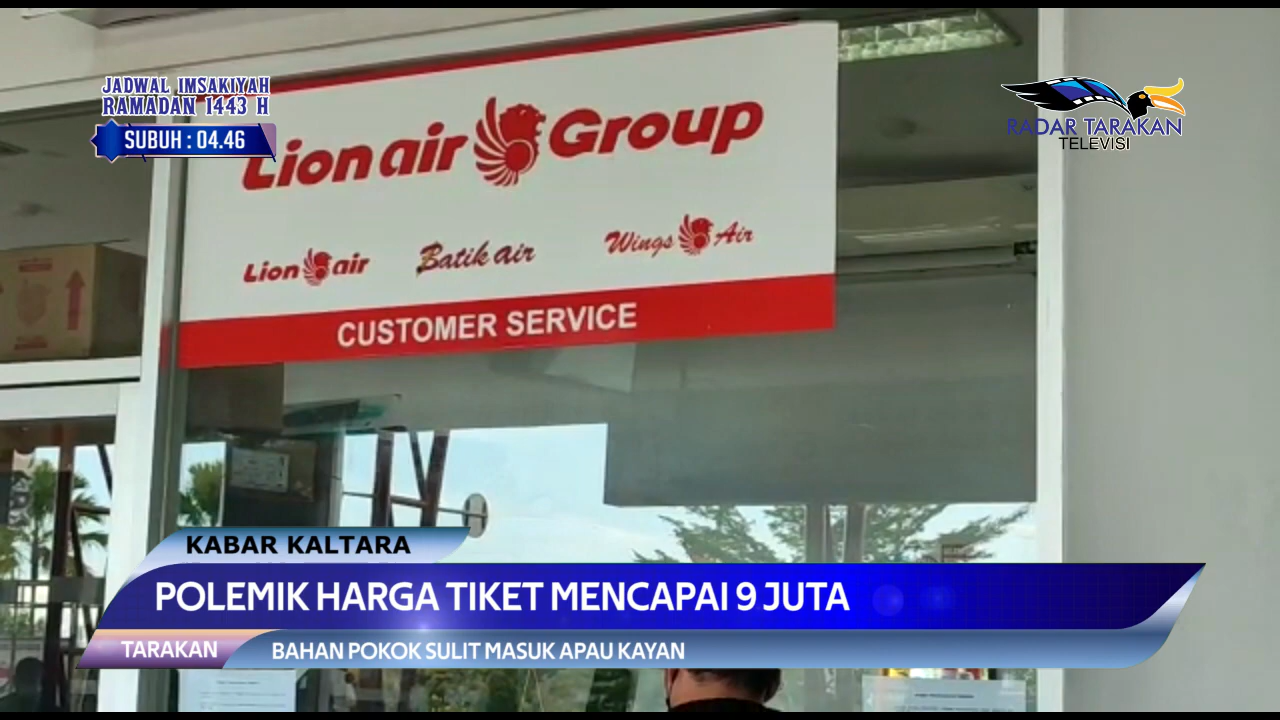 JADWAL IMSAKIYAH
RAMADAN 1443 H
SUBUH : 04.46
RADAR TARAKAN
TELEVISI
Lion air Group
Lion air
Batik air
Wings Air
CUSTOMER SERVICE
KABAR KALTARA
POLEMIK HARGA TIKET MENCAPAI 9 JUTA
TARAKAN
BAHAN POKOK SULIT MASUK APAU KAYAN